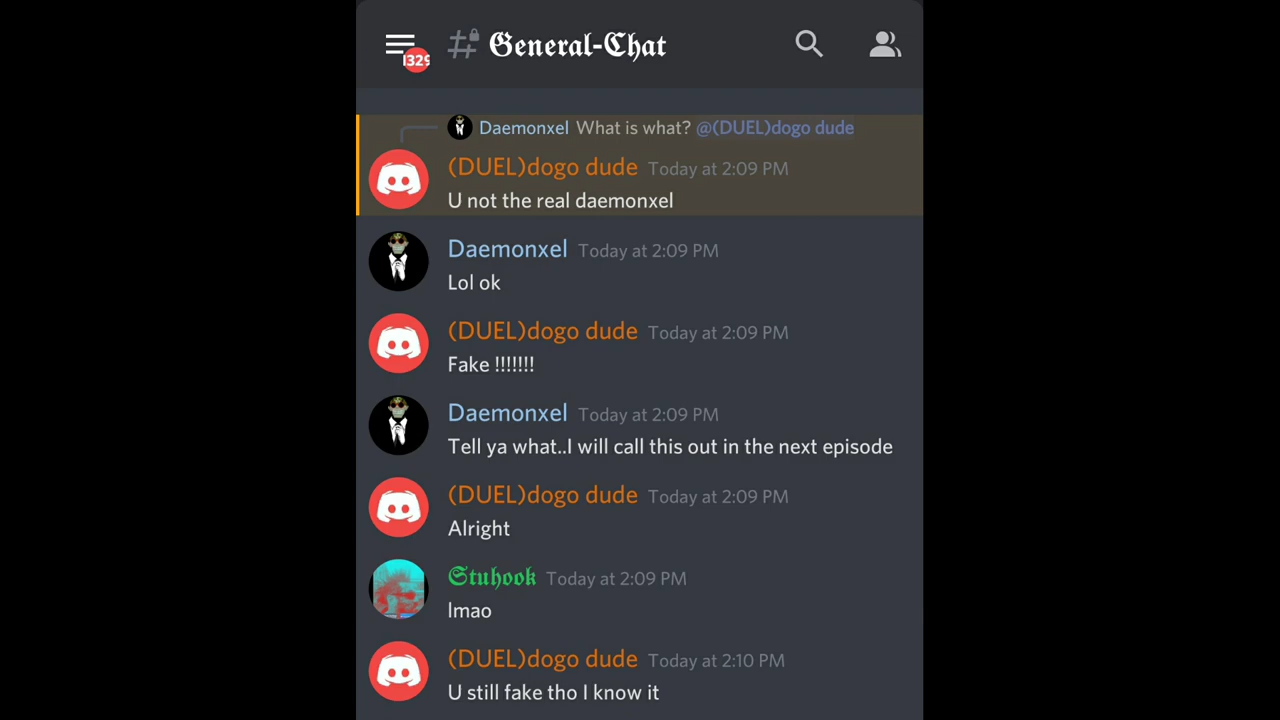 General-Chat
1329
Daemonxel What is what? @(DUEL)dogo dude
(DUEL)dogo dude Today at 2:09 PM
U not the real daemonxel
Daemonxel Today at 2:09 PM
Lol ok
(DUEL)dogo dude Today at 2:09 PM
Fake !!!!!!!
Daemonxel Today at 2:09 PM
Tell ya what..I will call this out in the next episode
(DUEL)dogo dude Today at 2:09 PM
Alright
Stuhook Today at 2:09 PM
lmao
(DUEL)dogo dude Today at 2:10 PM
U still fake tho I know it